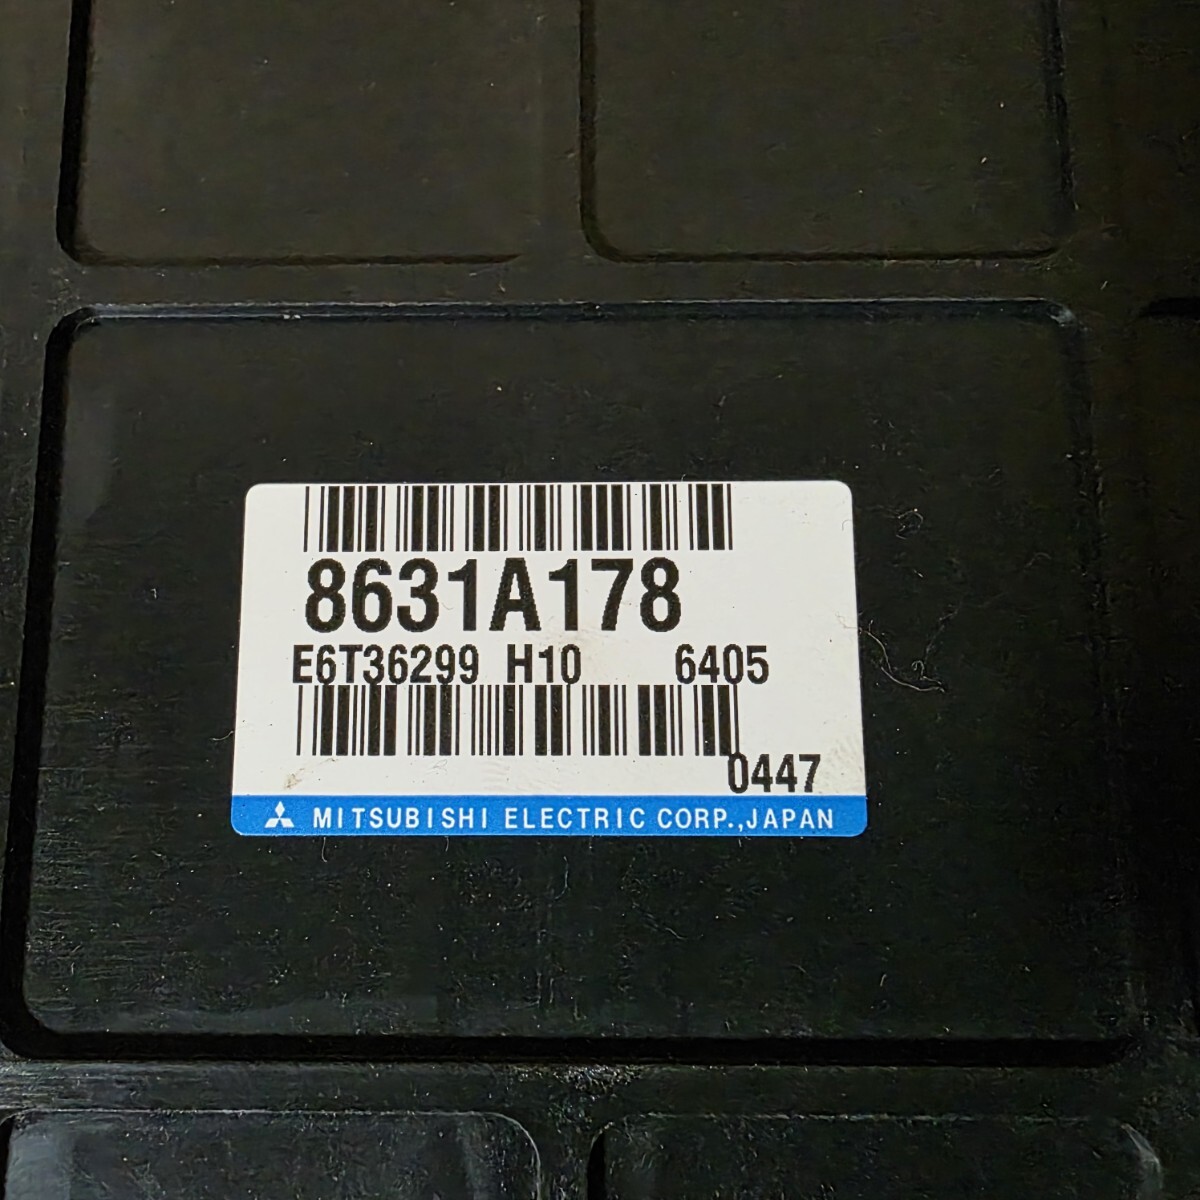 8631A178
E6T36299 H10 6405
0447
MITSUBISHI ELECTRIC CORP.,JAPAN